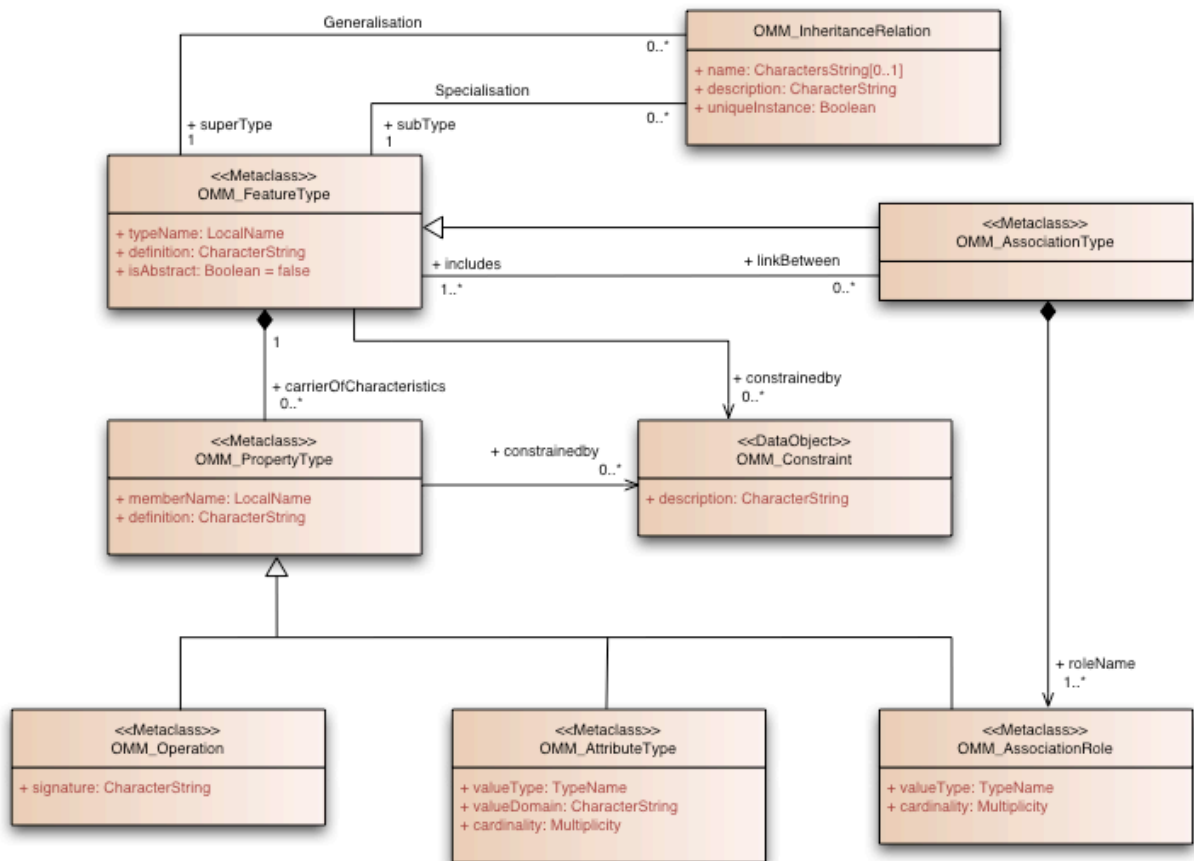 Generalisation
0..*
OMM_InheritanceRelation
+ name: CharactersString[0..1]
+ description: CharacterString
+ uniqueInstance: Boolean
Specialisation
0..*
+ superType
1
+ subType
1
<<Metaclass>>
OMM_FeatureType
+ typeName: LocalName
+ definition: CharacterString
+ isAbstract: Boolean = false
<<Metaclass>>
OMM_AssociationType
+ includes
1..*
+ linkBetween
0..*
1
+ carrierOfCharacteristics
0..*
+ constrainedby
0..*
<<Metaclass>>
OMM_PropertyType
+ memberName: LocalName
+ definition: CharacterString
+ constrainedby
0..*
<<DataObject>>
OMM_Constraint
+ description: CharacterString
+ roleName
1..*
<<Metaclass>>
OMM_Operation
+ signature: CharacterString
<<Metaclass>>
OMM_AttributeType
+ valueType: TypeName
+ valueDomain: CharacterString
+ cardinality: Multiplicity
<<Metaclass>>
OMM_AssociationRole
+ valueType: TypeName
+ cardinality: Multiplicity